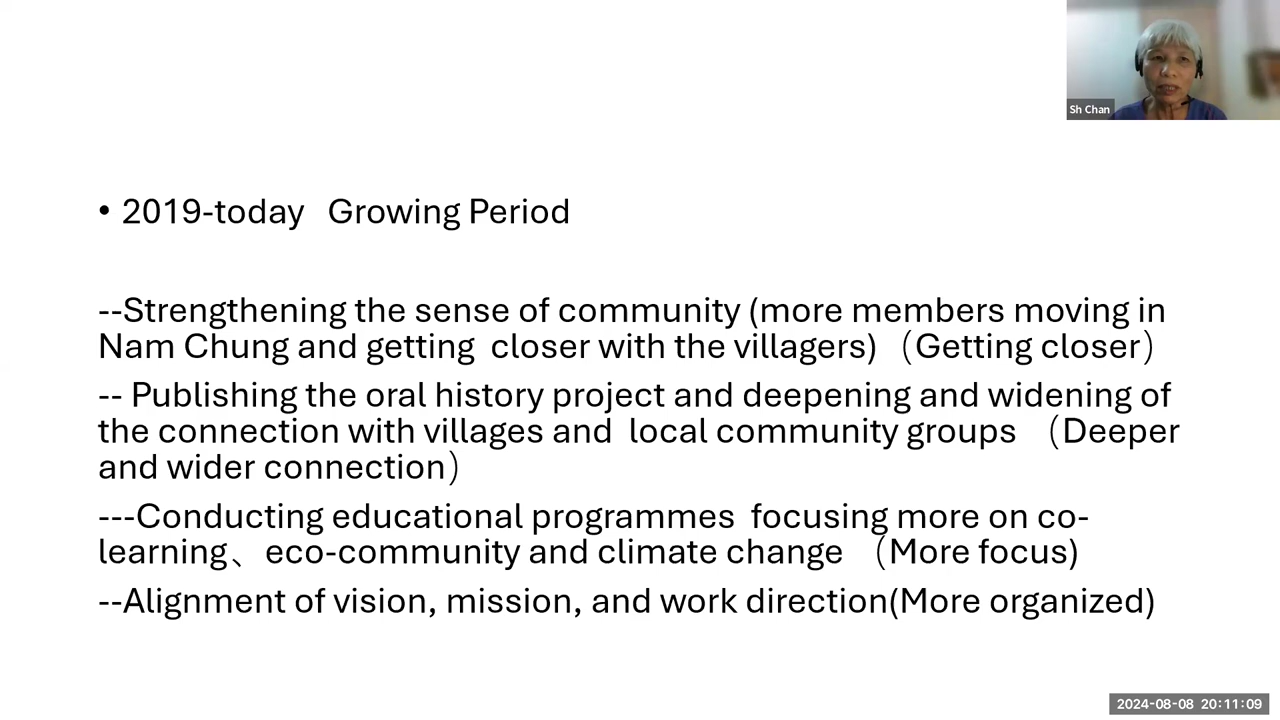 Sh Chan
• 2019-today   Growing Period
--Strengthening the sense of community (more members moving in
Nam Chung and getting  closer with the villagers) （Getting closer）
-- Publishing the oral history project and deepening and widening of
the connection with villages and  local community groups  （Deeper
and wider connection）
---Conducting educational programmes  focusing more on co-
learning、 eco-community and climate change  （More focus)
--Alignment of vision, mission, and work direction(More organized)
2024-08-08 20:11:09